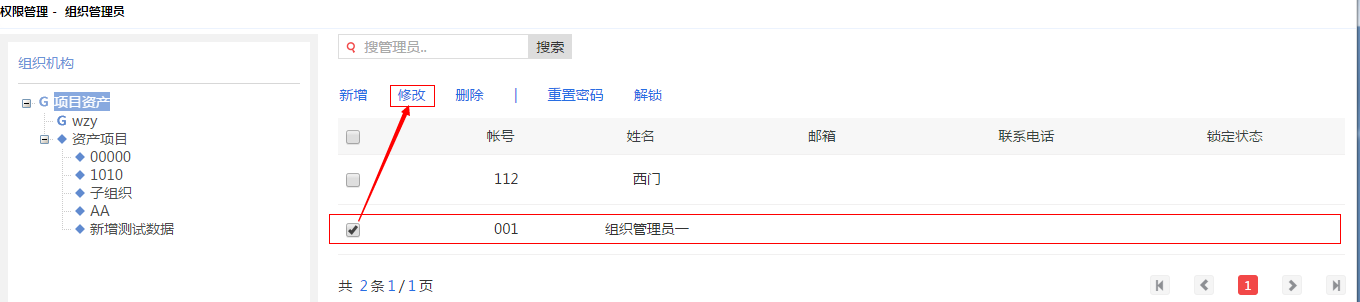 权限管理 - 组织管理员
组织机构
G 项目资产
G wzy
资产项目
00000
1010
子组织
AA
新增测试数据
搜管理员.. 搜索
新增 修改 删除 | 重置密码 解锁
帐号 姓名 邮箱 联系电话 锁定状态
112 西门
001 组织管理员一
共 2 条 1 / 1 页
1